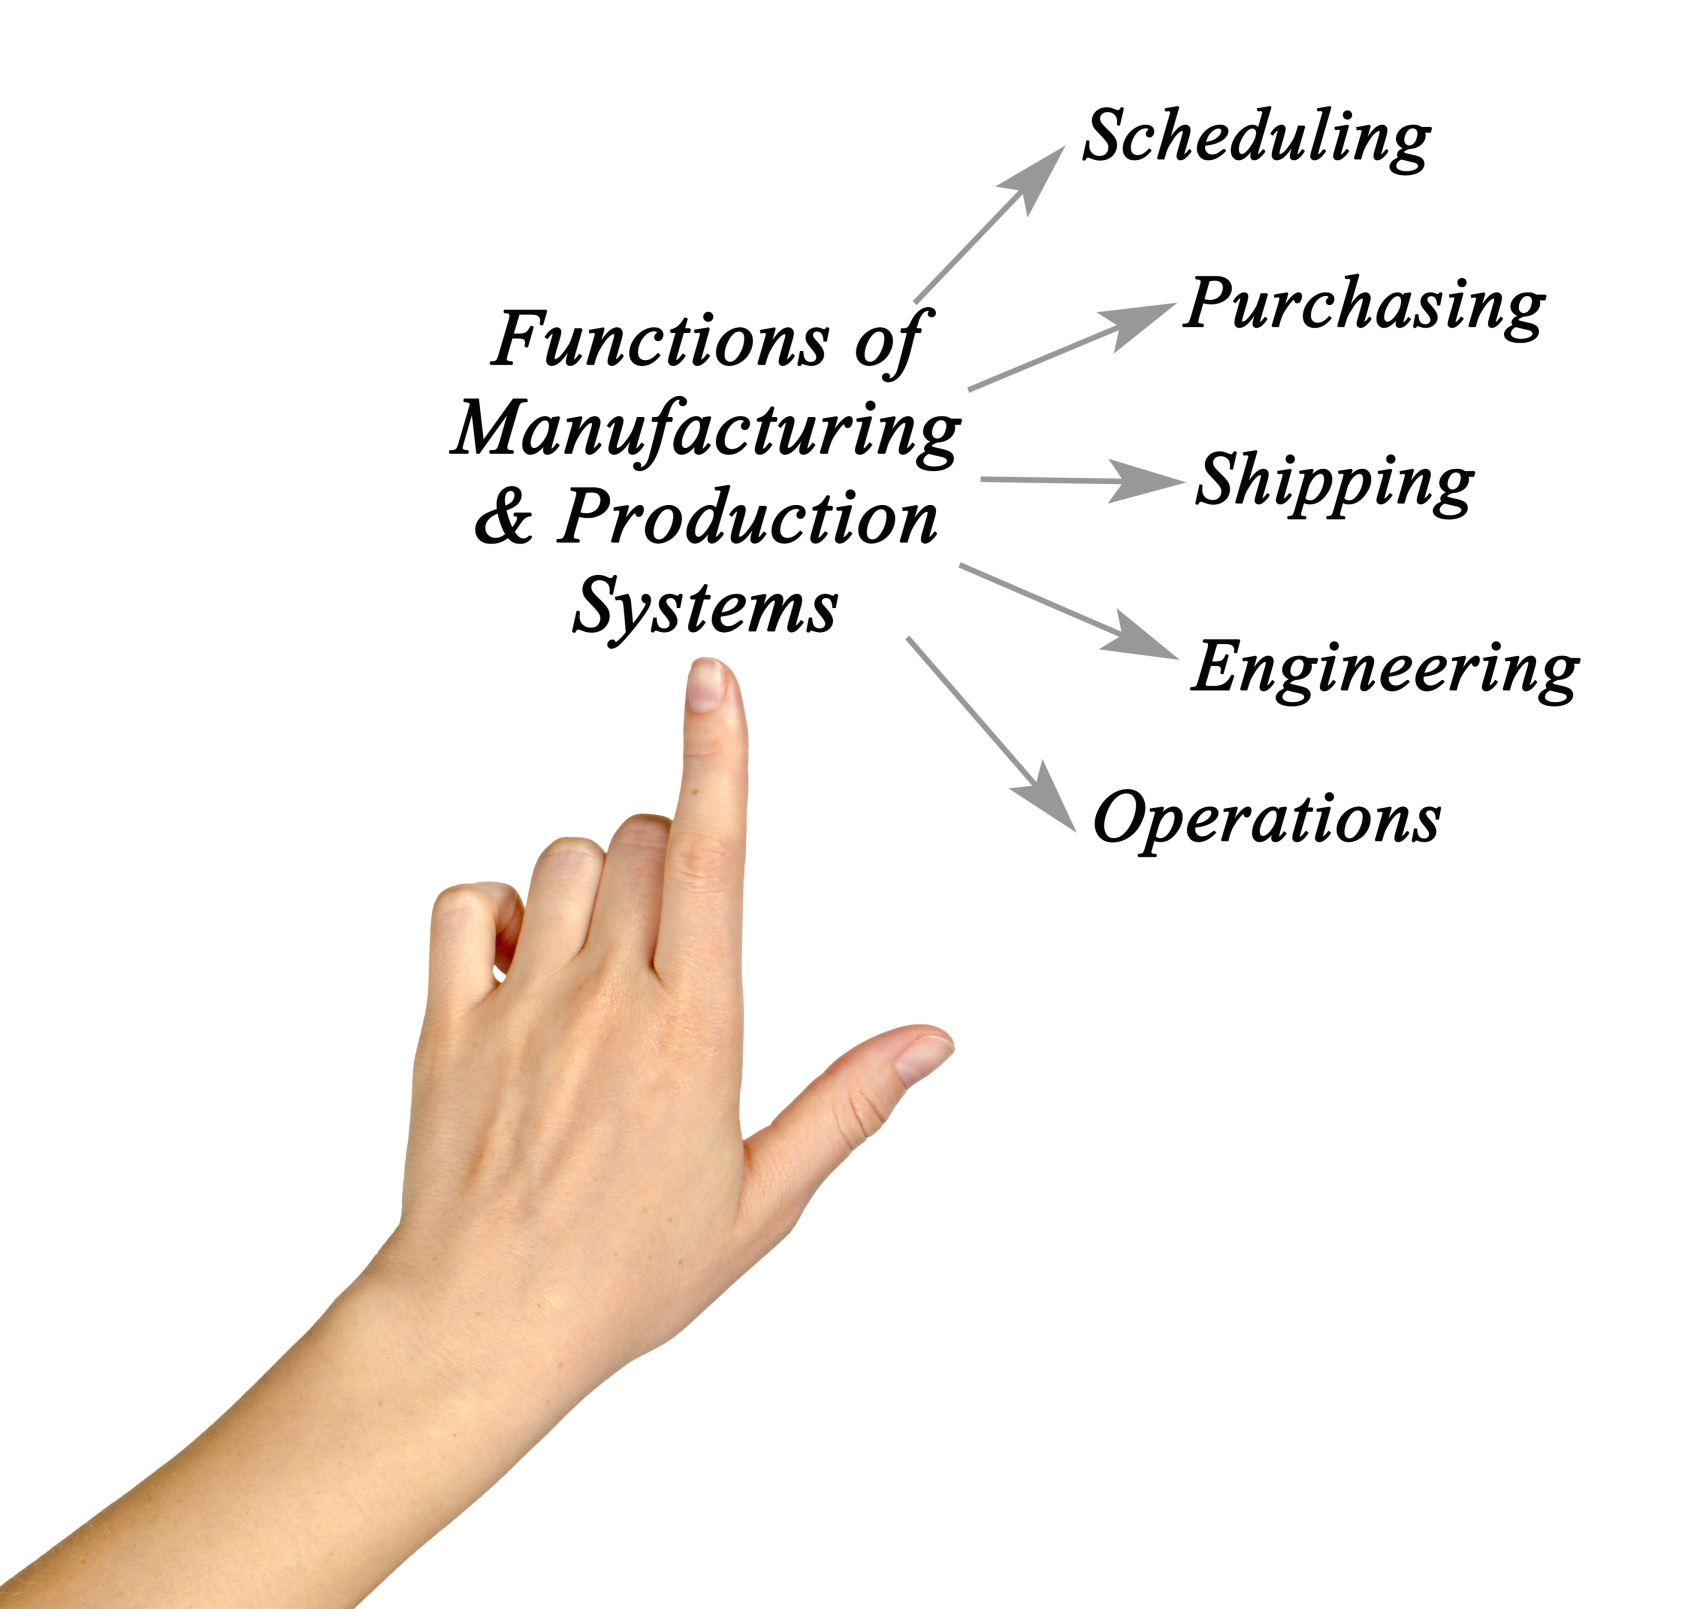 Functions of
Manufacturing
& Production
Systems
Scheduling
Purchasing
Shipping
Engineering
Operations